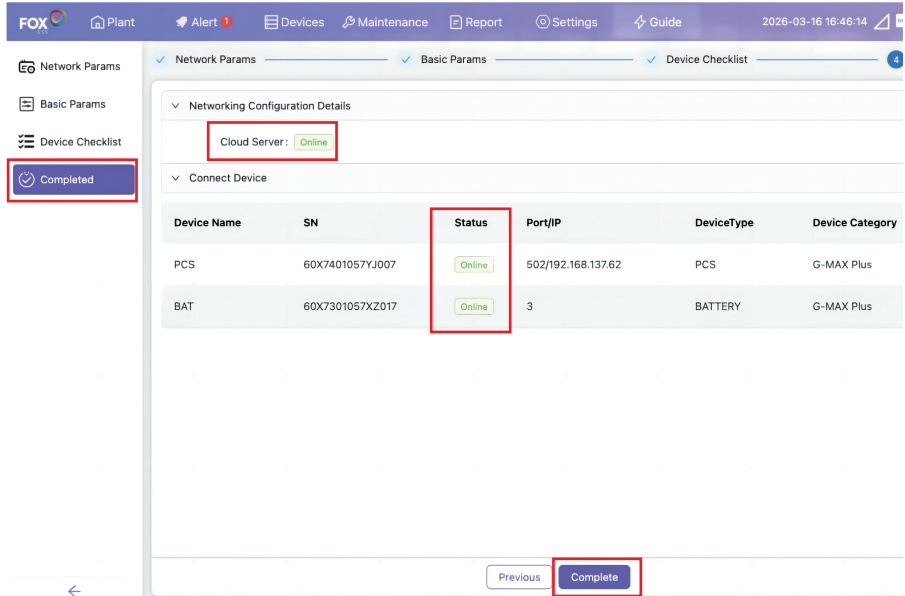 FOX ESS Plant Alert 1 Devices Maintenance Report Settings Guide 2026-03-16 16:46:14
Network Params
Basic Params
Device Checklist
Completed
Network Params Basic Params Device Checklist 4
Networking Configuration Details
Cloud Server: Online
Connect Device
Device Name SN Status Port/IP DeviceType Device Category
PCS 60X7401057YJ007 Online 502/192.168.137.62 PCS G-MAX Plus
BAT 60X7301057XZ017 Online 3 BATTERY G-MAX Plus
Previous Complete